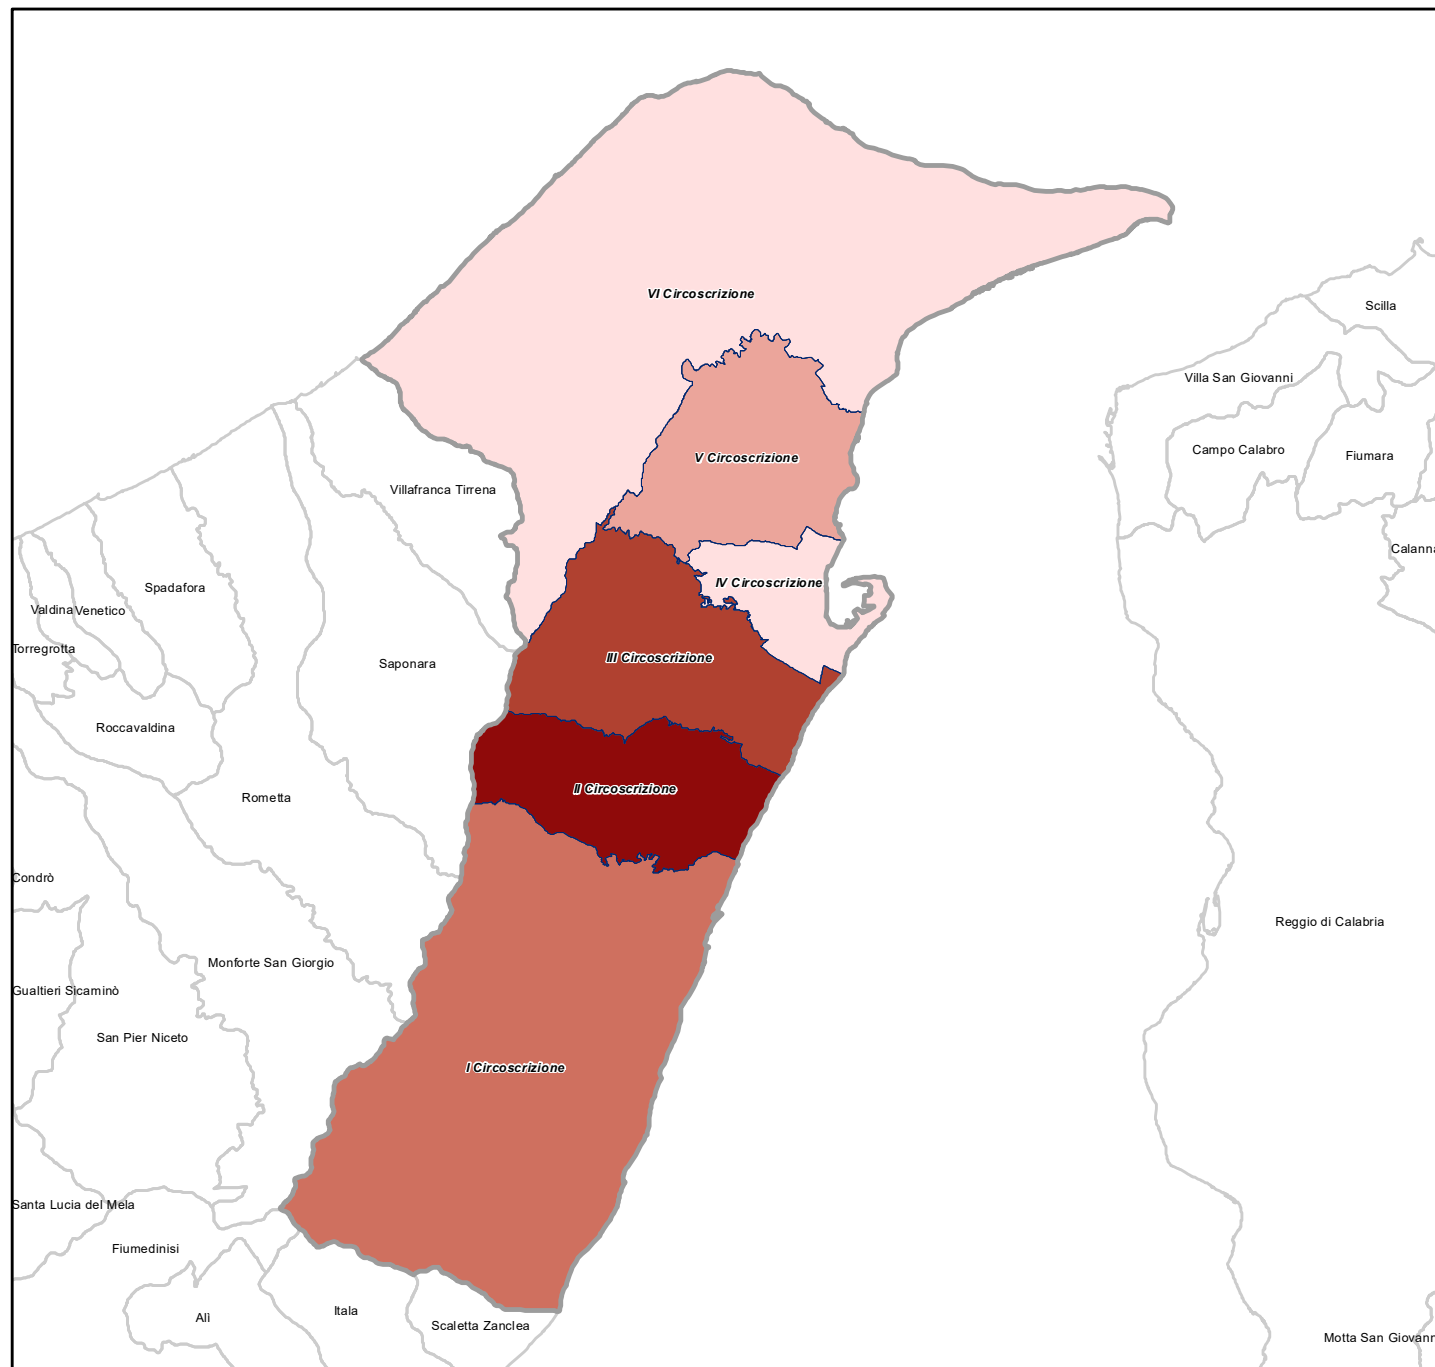 VI Circoscrizione
Scilla
Villa San Giovanni
Campo Calabro
Fiumara
V Circoscrizione
Villafranca Tirrena
Calanna
Spadafora
IV Circoscrizione
Valdina
Venetico
Torregrotta
III Circoscrizione
Saponara
Roccavaldina
II Circoscrizione
Rometta
Condrò
Reggio di Calabria
Monforte San Giorgio
Gualtieri Sicaminò
San Pier Niceto
I Circoscrizione
Santa Lucia del Mela
Fiumedinisi
Itala
Alì
Scaletta Zanclea
Motta San Giovann